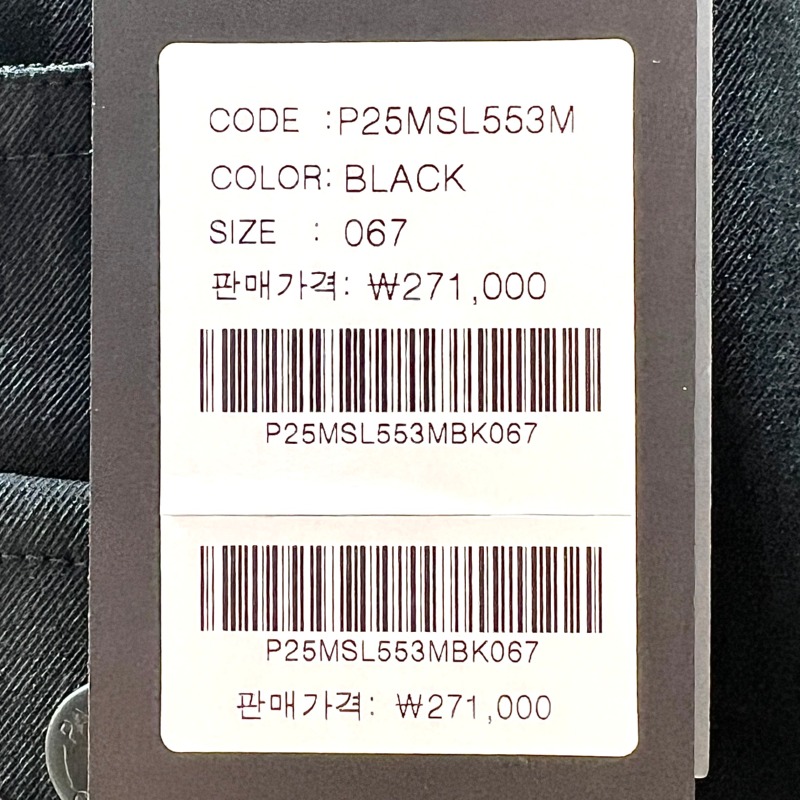 CODE :P25MSL553M
COLOR: BLACK
SIZE : 067
판매가격: ₩271,000
P25MSL553MBK067
P25MSL553MBK067
판매가격: ₩271,000